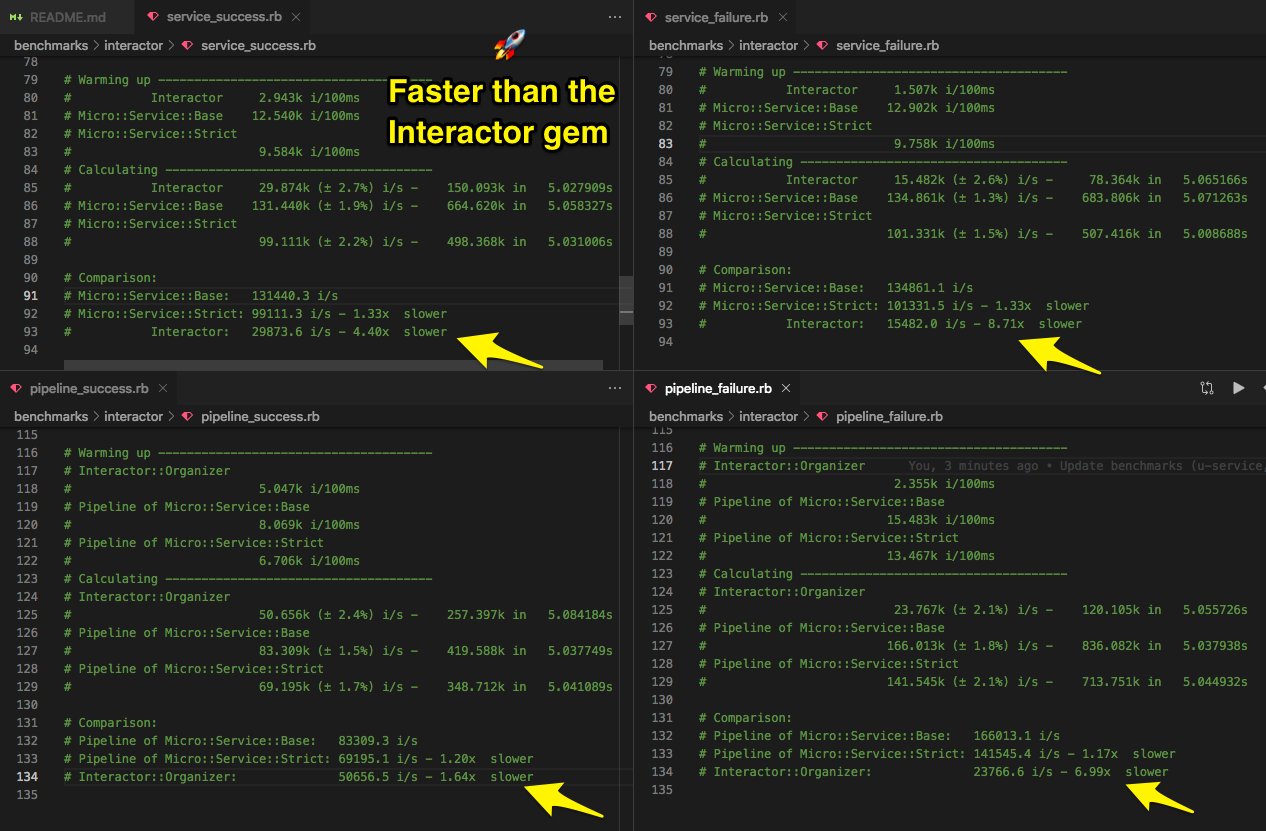 README.md
service_success.rb
benchmarks > interactor > service_success.rb
Faster than the
Interactor gem
78
79 # Warming up --------------------------------------
80 #           Interactor     2.943k i/100ms
81 # Micro::Service::Base    12.540k i/100ms
82 # Micro::Service::Strict
83 #                          9.584k i/100ms
84 # Calculating -------------------------------------
85 #           Interactor     29.874k (± 2.7%) i/s -    150.093k in   5.027909s
86 # Micro::Service::Base    131.440k (± 1.9%) i/s -    664.620k in   5.058327s
87 # Micro::Service::Strict
88 #                          99.111k (± 2.2%) i/s -    498.368k in   5.031006s
89
90 # Comparison:
91 # Micro::Service::Base:   131440.3 i/s
92 # Micro::Service::Strict: 99111.3 i/s - 1.33x  slower
93 #           Interactor:   29873.6 i/s - 4.40x  slower
94
service_failure.rb
benchmarks > interactor > service_failure.rb
78
79 # Warming up --------------------------------------
80 #           Interactor     1.507k i/100ms
81 # Micro::Service::Base    12.902k i/100ms
82 # Micro::Service::Strict
83 #                          9.758k i/100ms
84 # Calculating -------------------------------------
85 #           Interactor     15.482k (± 2.6%) i/s -     78.364k in   5.065166s
86 # Micro::Service::Base    134.861k (± 1.3%) i/s -    683.806k in   5.071263s
87 # Micro::Service::Strict
88 #                         101.331k (± 1.5%) i/s -    507.416k in   5.008688s
89
90 # Comparison:
91 # Micro::Service::Base:   134861.1 i/s
92 # Micro::Service::Strict: 101331.5 i/s - 1.33x  slower
93 #           Interactor:   15482.0 i/s - 8.71x  slower
94
pipeline_success.rb
benchmarks > interactor > pipeline_success.rb
115
116 # Warming up --------------------------------------
117 # Interactor::Organizer
118 #                          5.047k i/100ms
119 # Pipeline of Micro::Service::Base
120 #                          8.069k i/100ms
121 # Pipeline of Micro::Service::Strict
122 #                          6.706k i/100ms
123 # Calculating -------------------------------------
124 # Interactor::Organizer
125 #                          50.656k (± 2.4%) i/s -    257.397k in   5.084184s
126 # Pipeline of Micro::Service::Base
127 #                          83.309k (± 1.5%) i/s -    419.588k in   5.037749s
128 # Pipeline of Micro::Service::Strict
129 #                          69.195k (± 1.7%) i/s -    348.712k in   5.041089s
130
131 # Comparison:
132 # Pipeline of Micro::Service::Base:   83309.3 i/s
133 # Pipeline of Micro::Service::Strict: 69195.1 i/s - 1.20x  slower
134 # Interactor::Organizer:              50656.5 i/s - 1.64x  slower
135
pipeline_failure.rb
benchmarks > interactor > pipeline_failure.rb
115
116 # Warming up --------------------------------------
117 # Interactor::Organizer      You, 3 minutes ago • Update benchmarks (u-service,
118 #                          2.355k i/100ms
119 # Pipeline of Micro::Service::Base
120 #                         15.483k i/100ms
121 # Pipeline of Micro::Service::Strict
122 #                         13.467k i/100ms
123 # Calculating -------------------------------------
124 # Interactor::Organizer
125 #                          23.767k (± 2.1%) i/s -    120.105k in   5.055726s
126 # Pipeline of Micro::Service::Base
127 #                         166.013k (± 1.8%) i/s -    836.082k in   5.037938s
128 # Pipeline of Micro::Service::Strict
129 #                         141.545k (± 2.1%) i/s -    713.751k in   5.044932s
130
131 # Comparison:
132 # Pipeline of Micro::Service::Base:   166013.1 i/s
133 # Pipeline of Micro::Service::Strict: 141545.4 i/s - 1.17x  slower
134 # Interactor::Organizer:              23766.6 i/s - 6.99x  slower
135